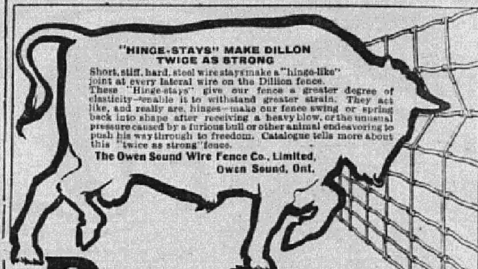 "HINGE-STAYS" MAKE DILLON
TWICE AS STRONG
Short, stiff, hard, steel wire stays make a "hinge-like"
joint at every lateral wire on the Dillion fence.
These "Hinge-stays" give our fence a greater degree of
elasticity—enable it to withstand greater strain. They act
like, and really are, hinges—make our fence swing or spring
back into shape after receiving a heavy blow, or the unusual
pressure caused by a furious bull or other animal endeavoring to
push his way through to freedom. Catalogue tells more about
this "twice as strong" fence.
The Owen Sound Wire Fence Co., Limited,
Owen Sound, Ont.